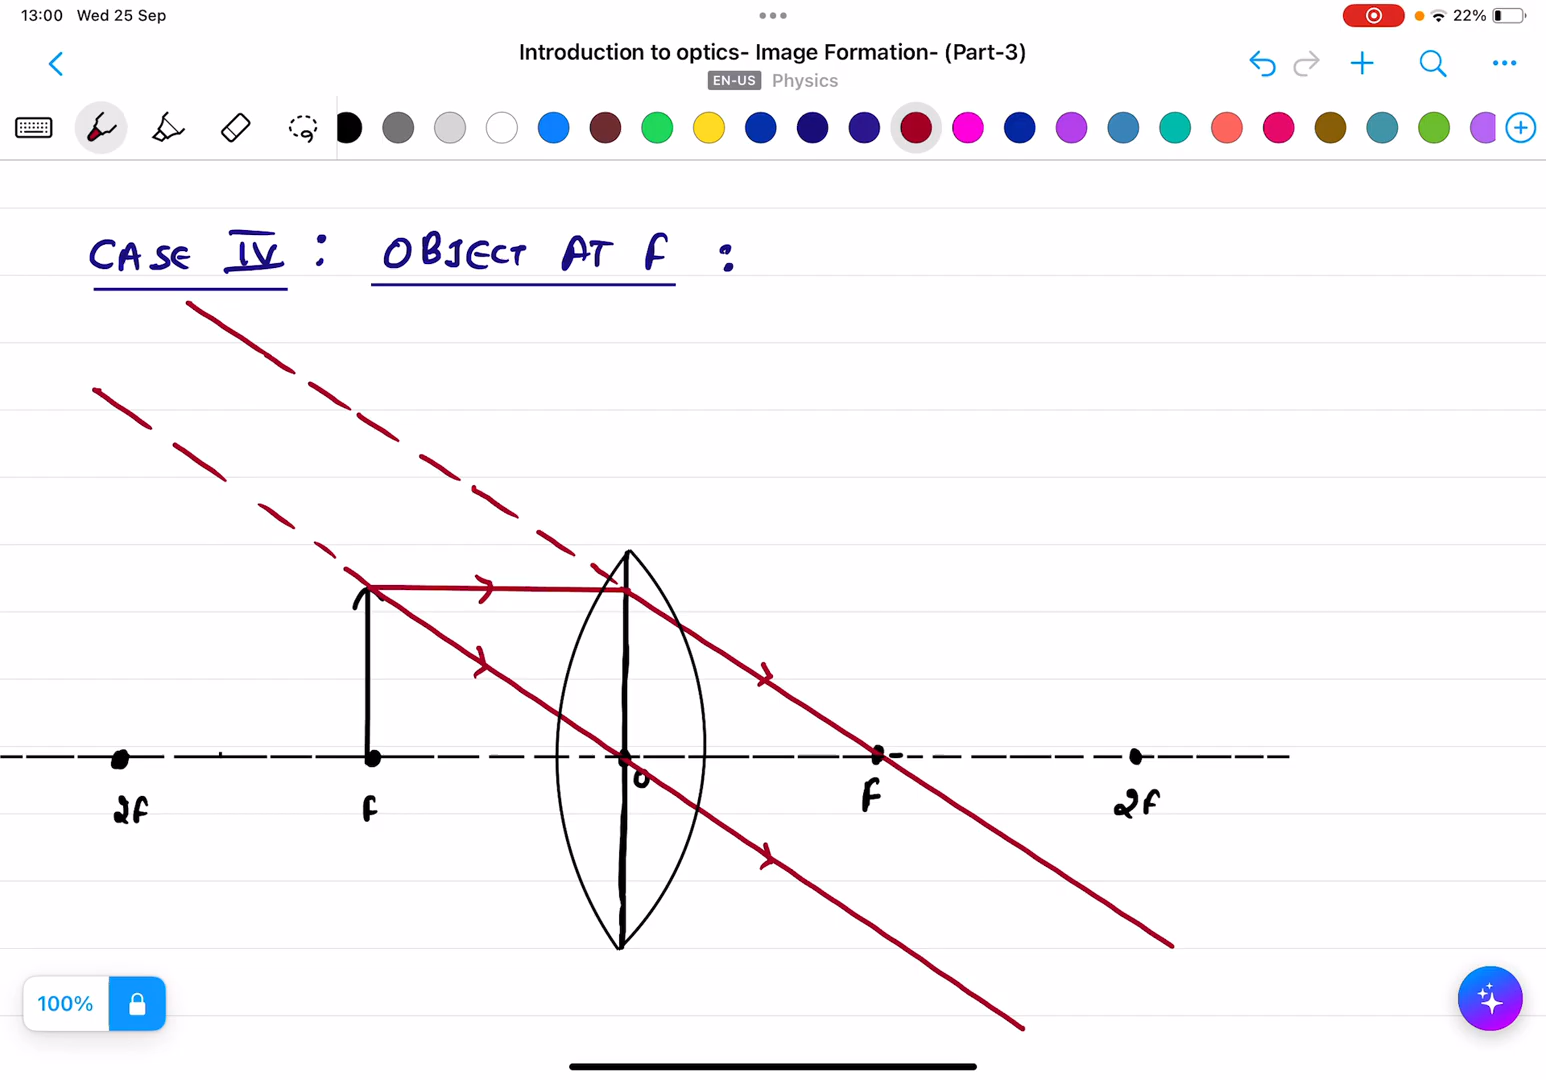 13:00 Wed 25 Sep
22%
Introduction to optics- Image Formation- (Part-3)
EN-US Physics
CASE IV : OBJECT AT F :
O
2F F F 2F
100%